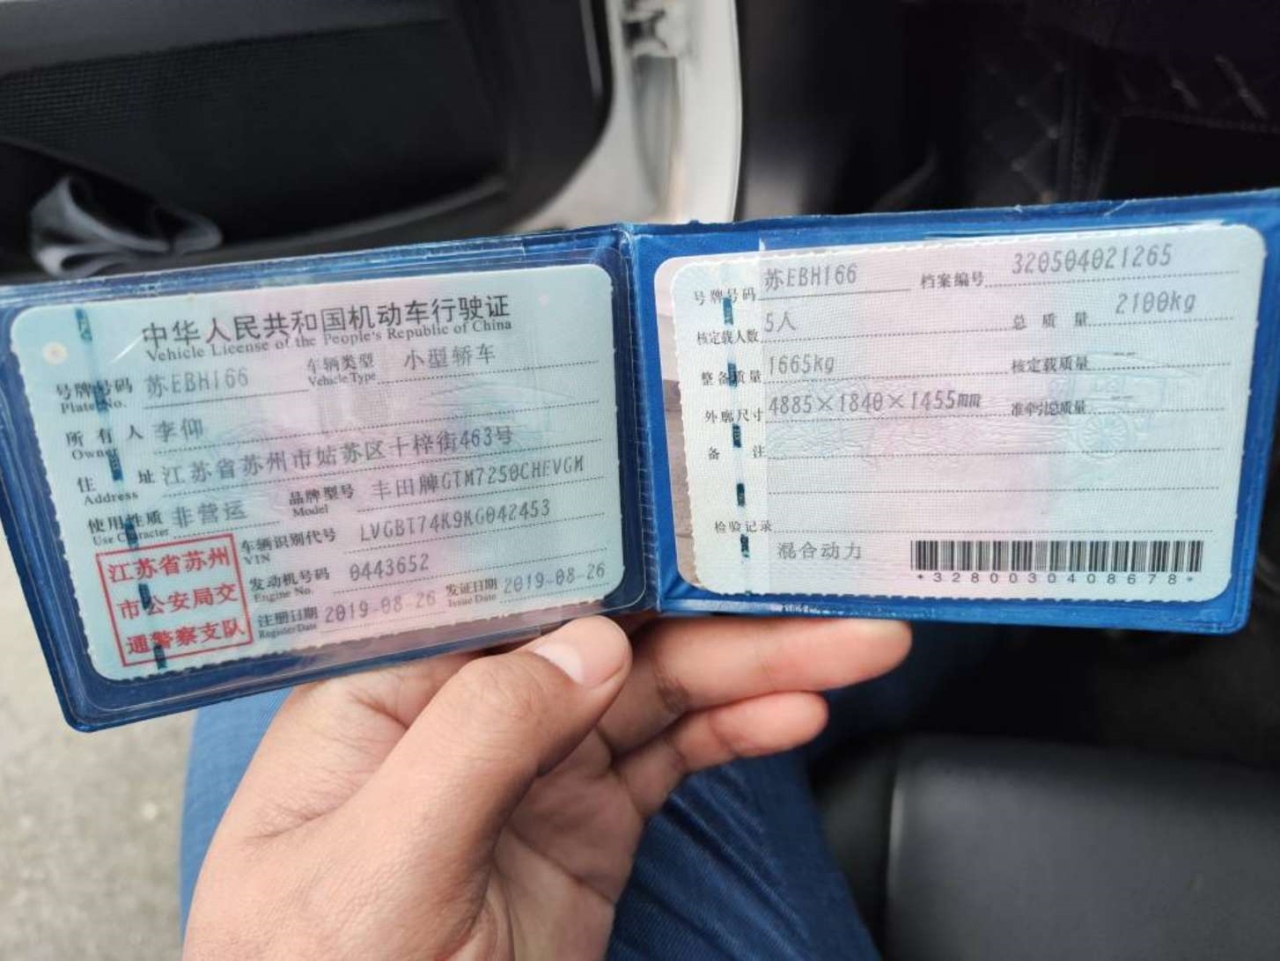 中华人民共和国机动车行驶证
Vehicle License of the People's Republic of China
号牌号码 苏EBH166 车辆类型 小型轿车
Plate No. Vehicle Type
所有人 李仰
Owner
住址 江苏省苏州市姑苏区十梓街463号
Address
使用性质 非营运 品牌型号 丰田牌GTM7250CHEVGM
Use Character Model
车辆识别代号 LVGBT74K9KG042453
VIN
发动机号码 0443652
Engine No.
注册日期 2019-08-26 发证日期 2019-08-26
Register Date Issue Date
江苏省苏州
市公安局交
通警察支队
号牌号码 苏EBH166 档案编号 320504021265
核定载人数 5人 总质量 2100kg
整备质量 1665kg 核定载质量 --
外廓尺寸 4885×1840×1455mm 准牵引总质量 --
备注
检验记录
混合动力
*3280030408678*